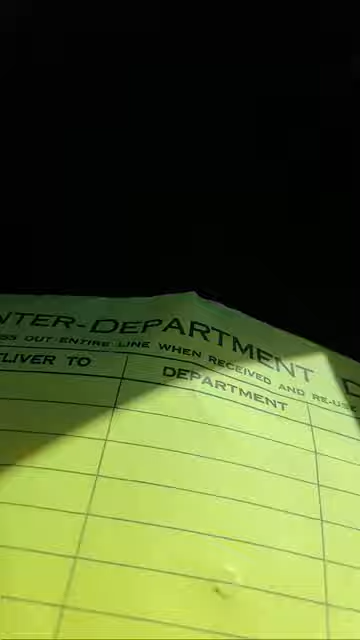 NTER-DEPARTMENT
SS OUT ENTIRE LINE WHEN RECEIVED AND RE-US
LIVER TO
DEPARTMENT